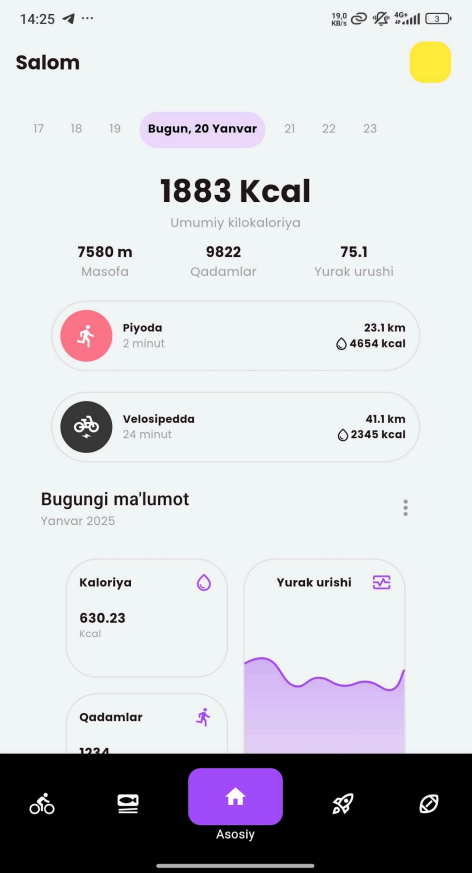 14:25
19,0 KB/s 4G+ 3
Salom
17 18 19 Bugun, 20 Yanvar 21 22 23
1883 Kcal
Umumiy kilokaloriya
7580 m 9822 75.1
Masofa Qadamlar Yurak urushi
Piyoda 23.1 km
2 minut 4654 kcal
Velosipedda 41.1 km
24 minut 2345 kcal
Bugungi ma'lumot
Yanvar 2025
Kaloriya
630.23
Kcal
Yurak urishi
Qadamlar
1234
Asosiy